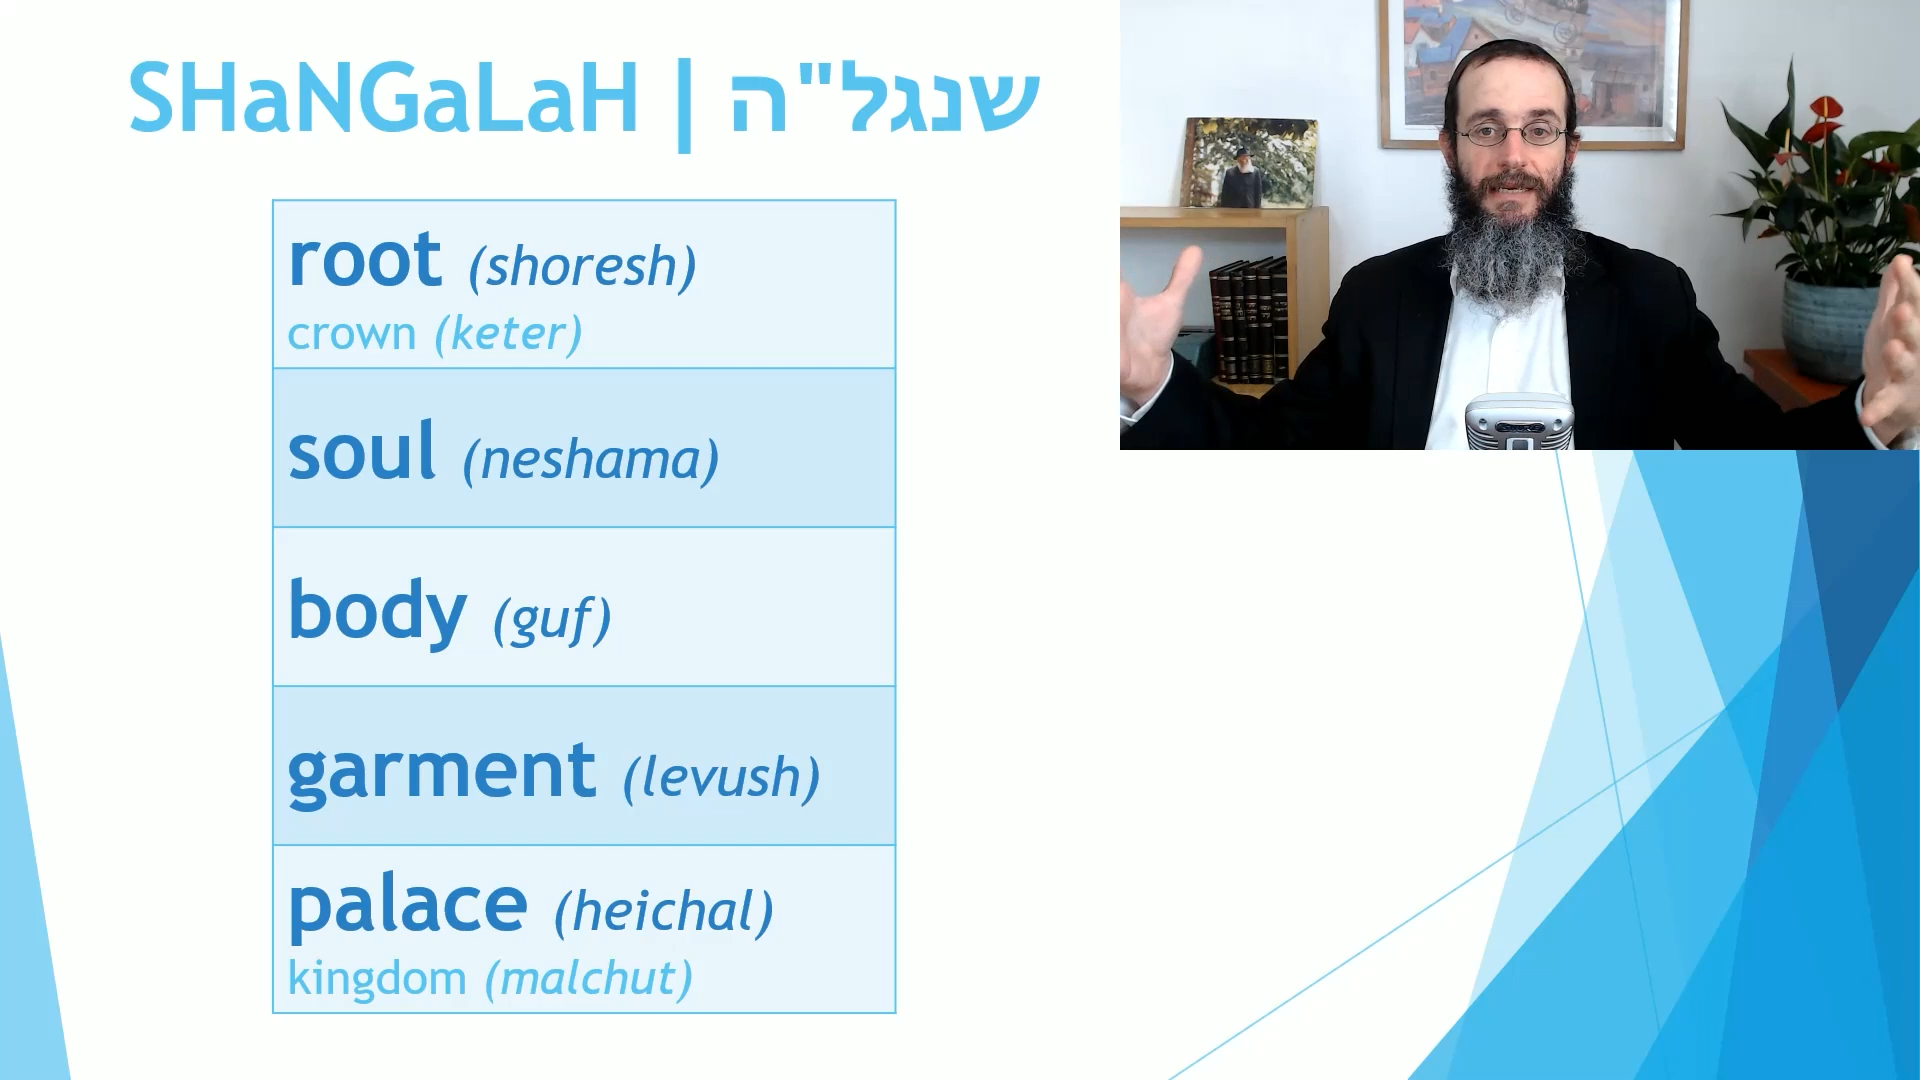 SHaNGaLaH | שנגל"ה
root (shoresh)
crown (keter)
soul (neshama)
body (guf)
garment (levush)
palace (heichal)
kingdom (malchut)